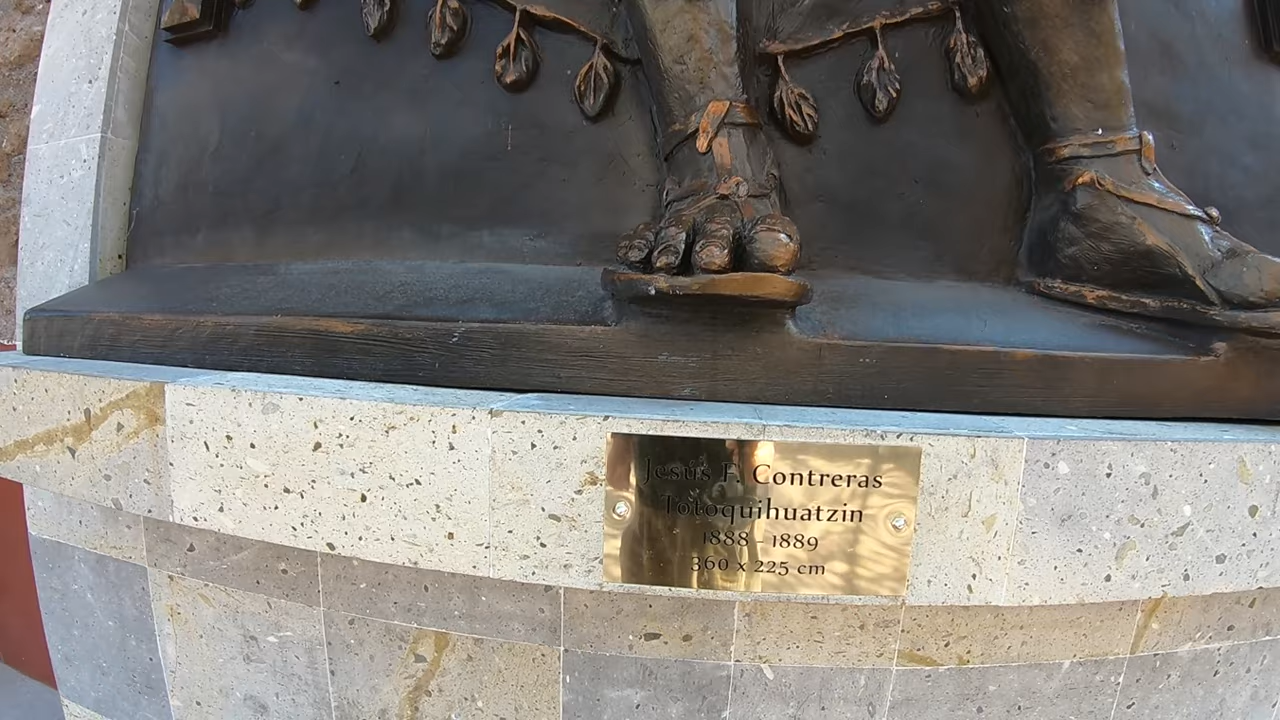 Jesús F. Contreras
Totoquihuatzin
1888 - 1889
360 x 225 cm